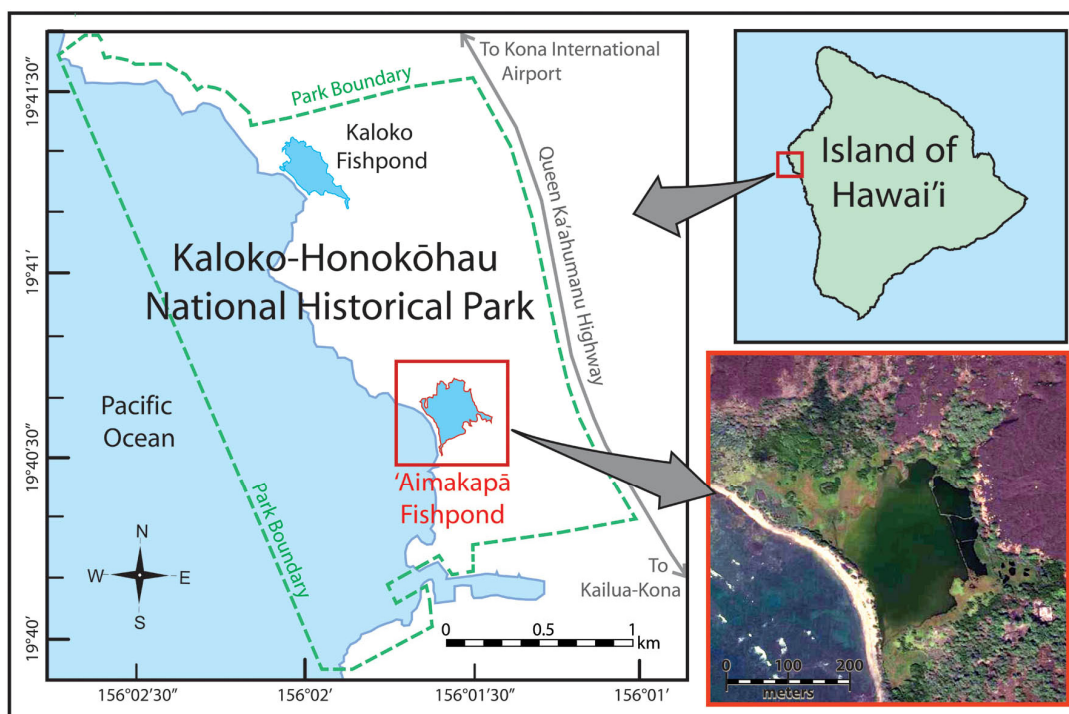 To Kona International
Airport
Park Boundary
Kaloko
Fishpond
Queen Ka'ahumanu Highway
Kaloko-Honokōhau
National Historical Park
Pacific
Ocean
'Aimakapā
Fishpond
Park Boundary
To
Kailua-Kona
N
W E
S
0 0.5 1
km
19°41'30"
19°41'
19°40'30"
19°40'
156°02'30"
156°02'
156°01'30"
156°01'
Island of
Hawai'i
0 100 200
meters